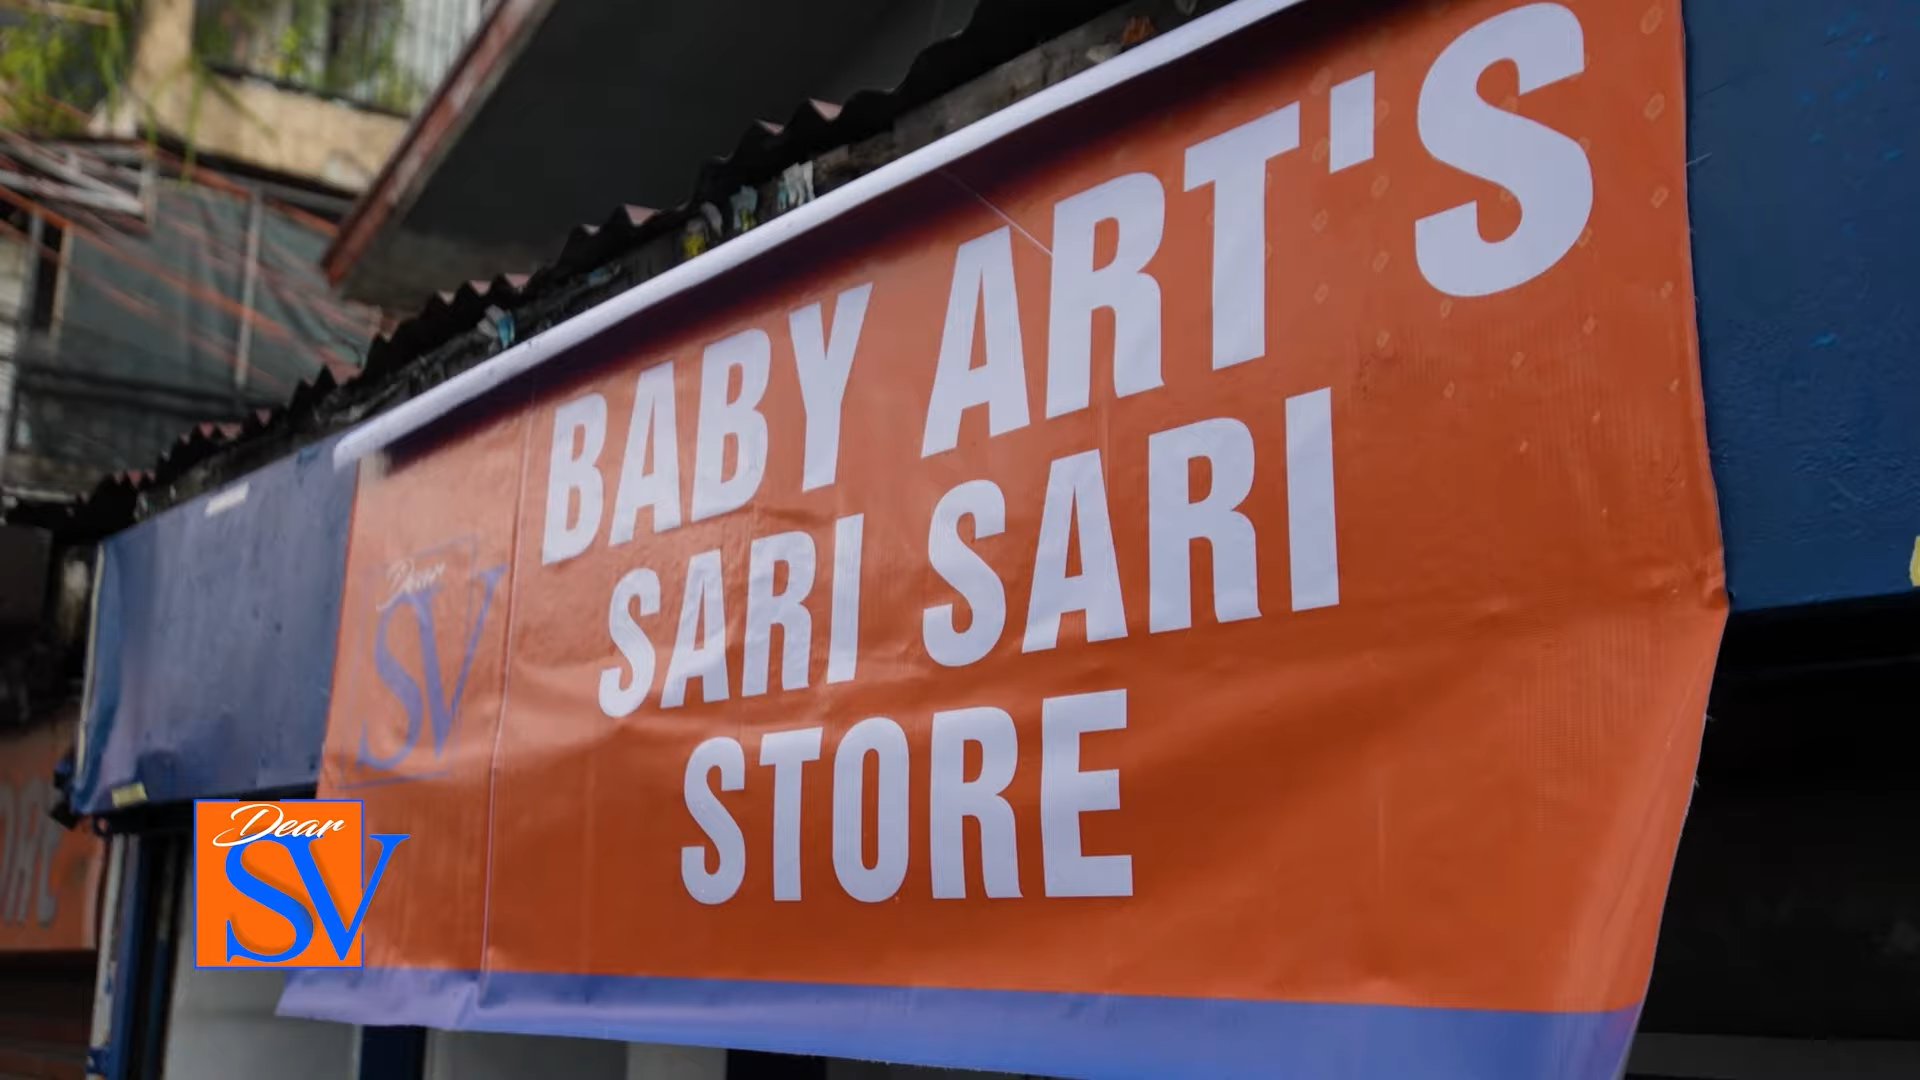 BABY ART'S
SARI SARI
STORE
Dear
SV
Dear
SV